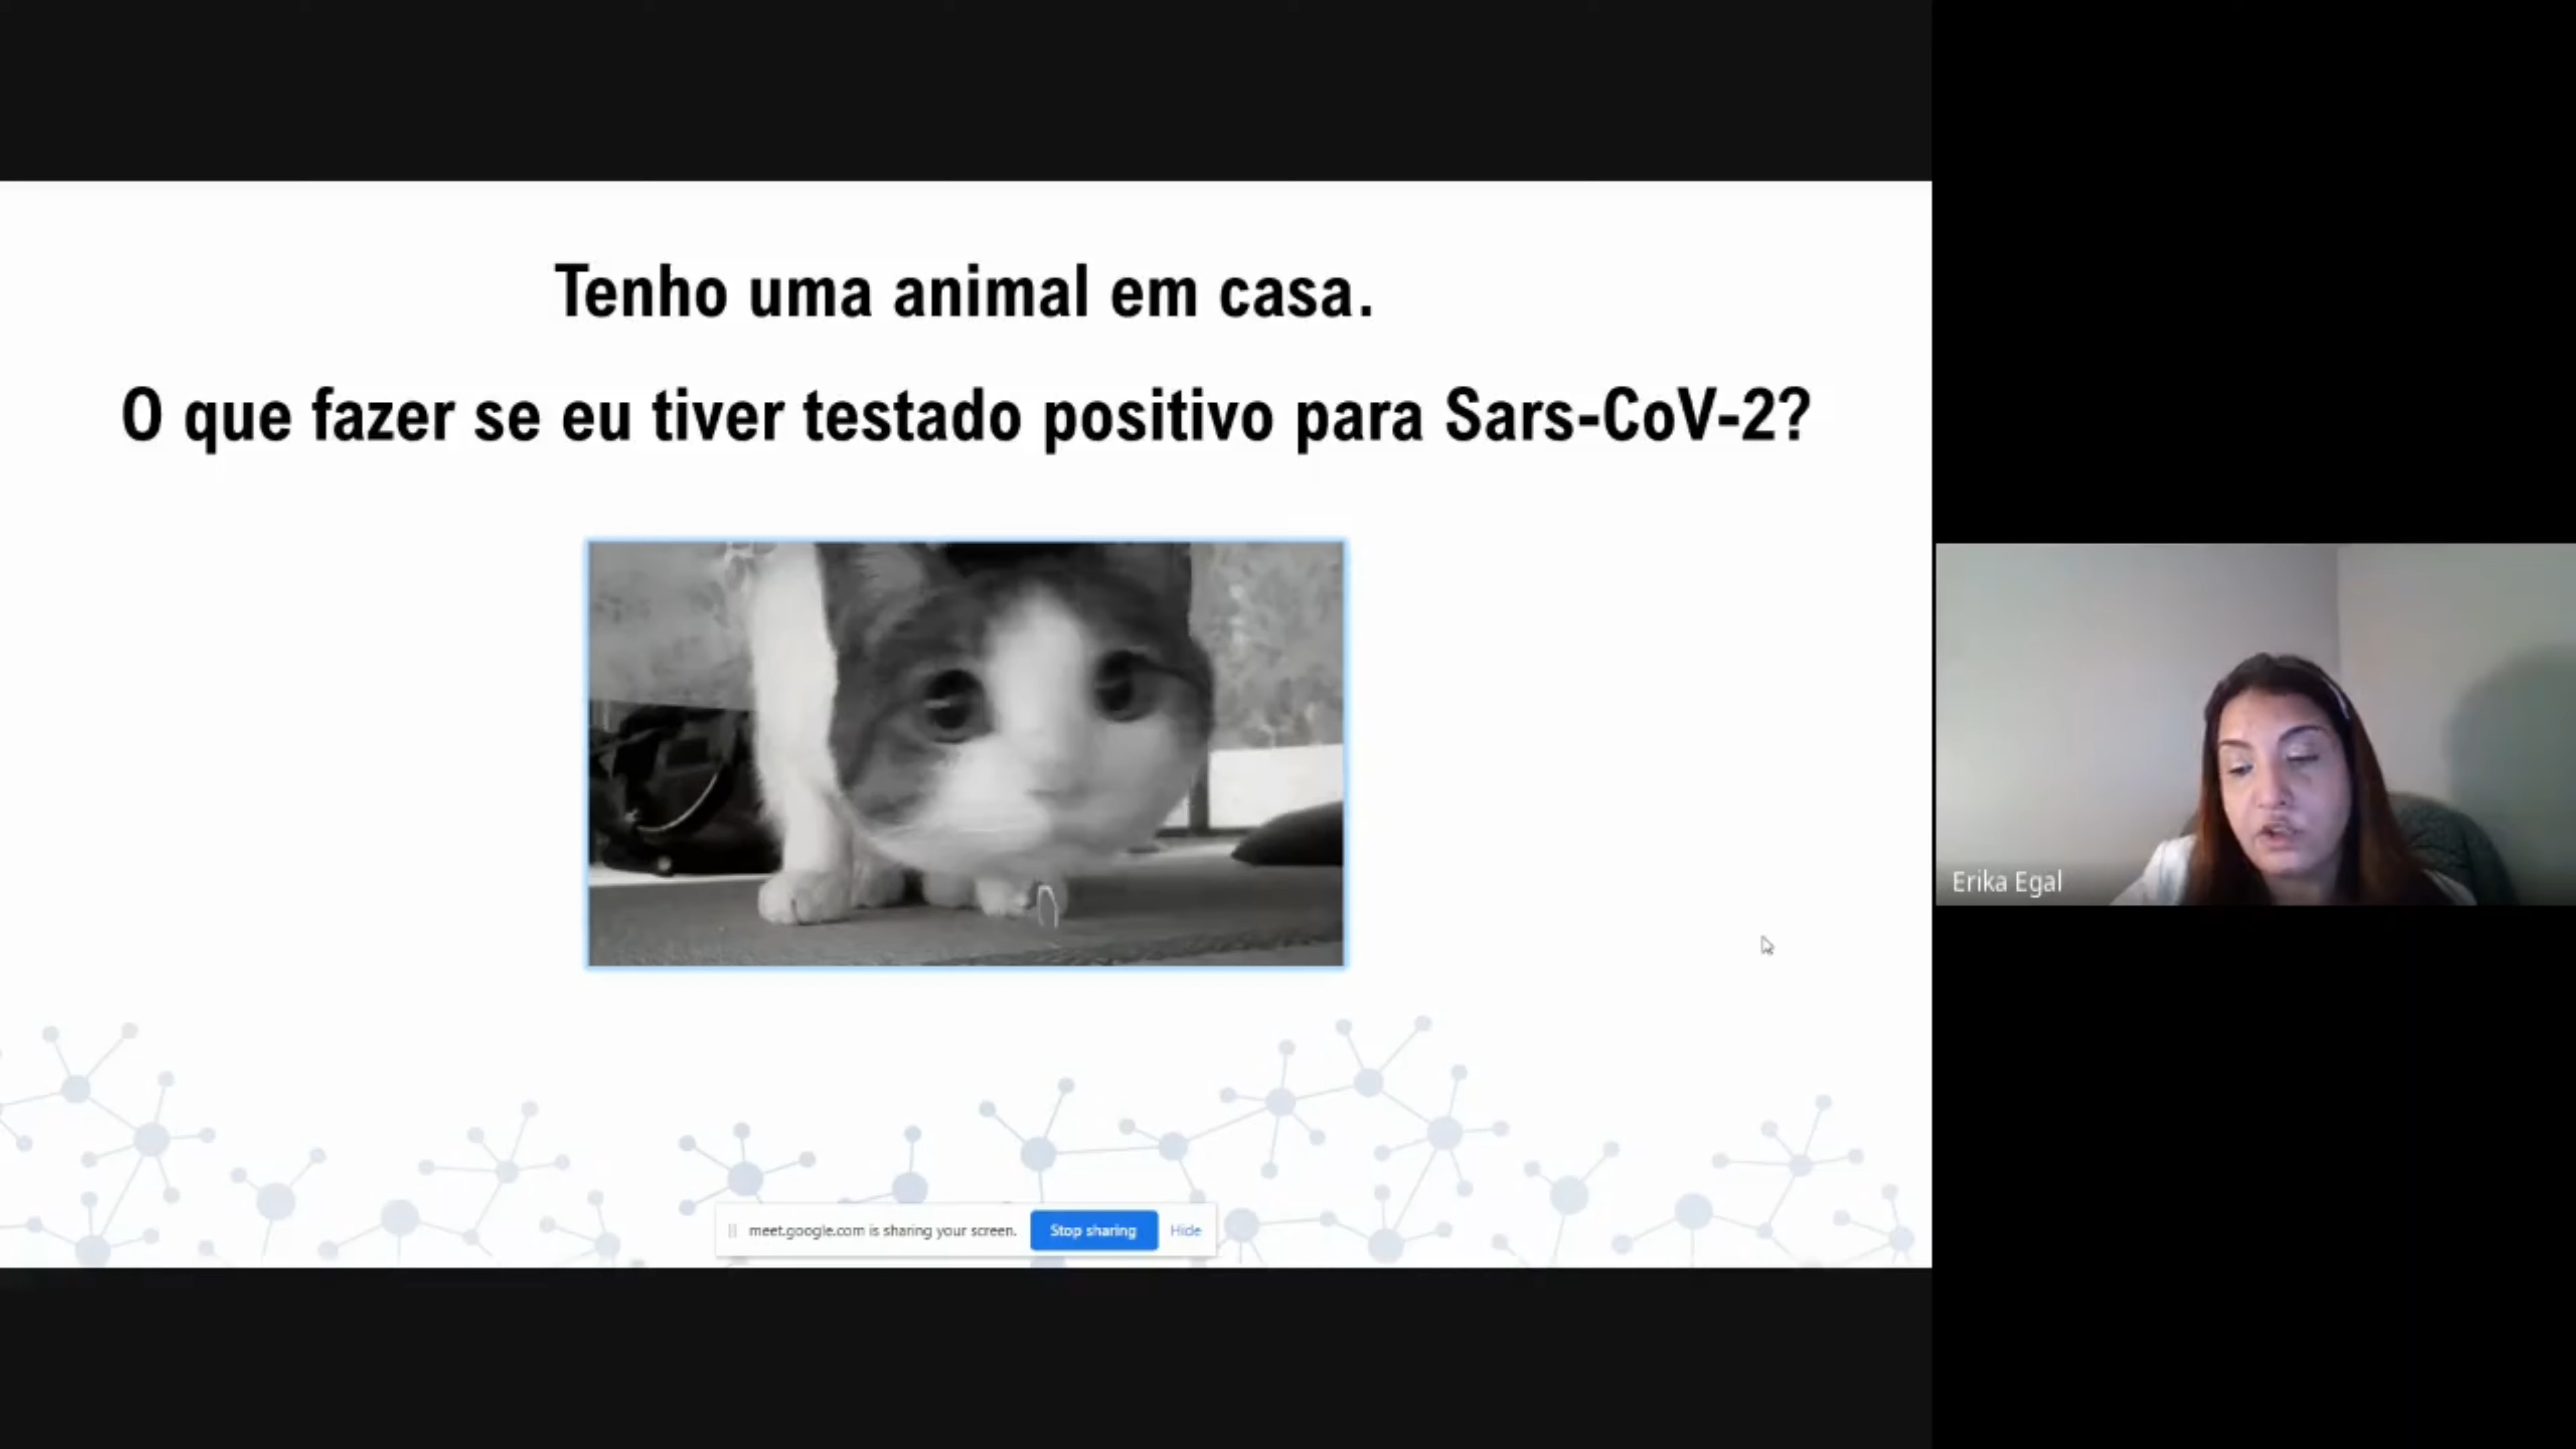 Tenho uma animal em casa.
O que fazer se eu tiver testado positivo para Sars-CoV-2?
Erika Egal
meet.google.com is sharing your screen. Stop sharing Hide